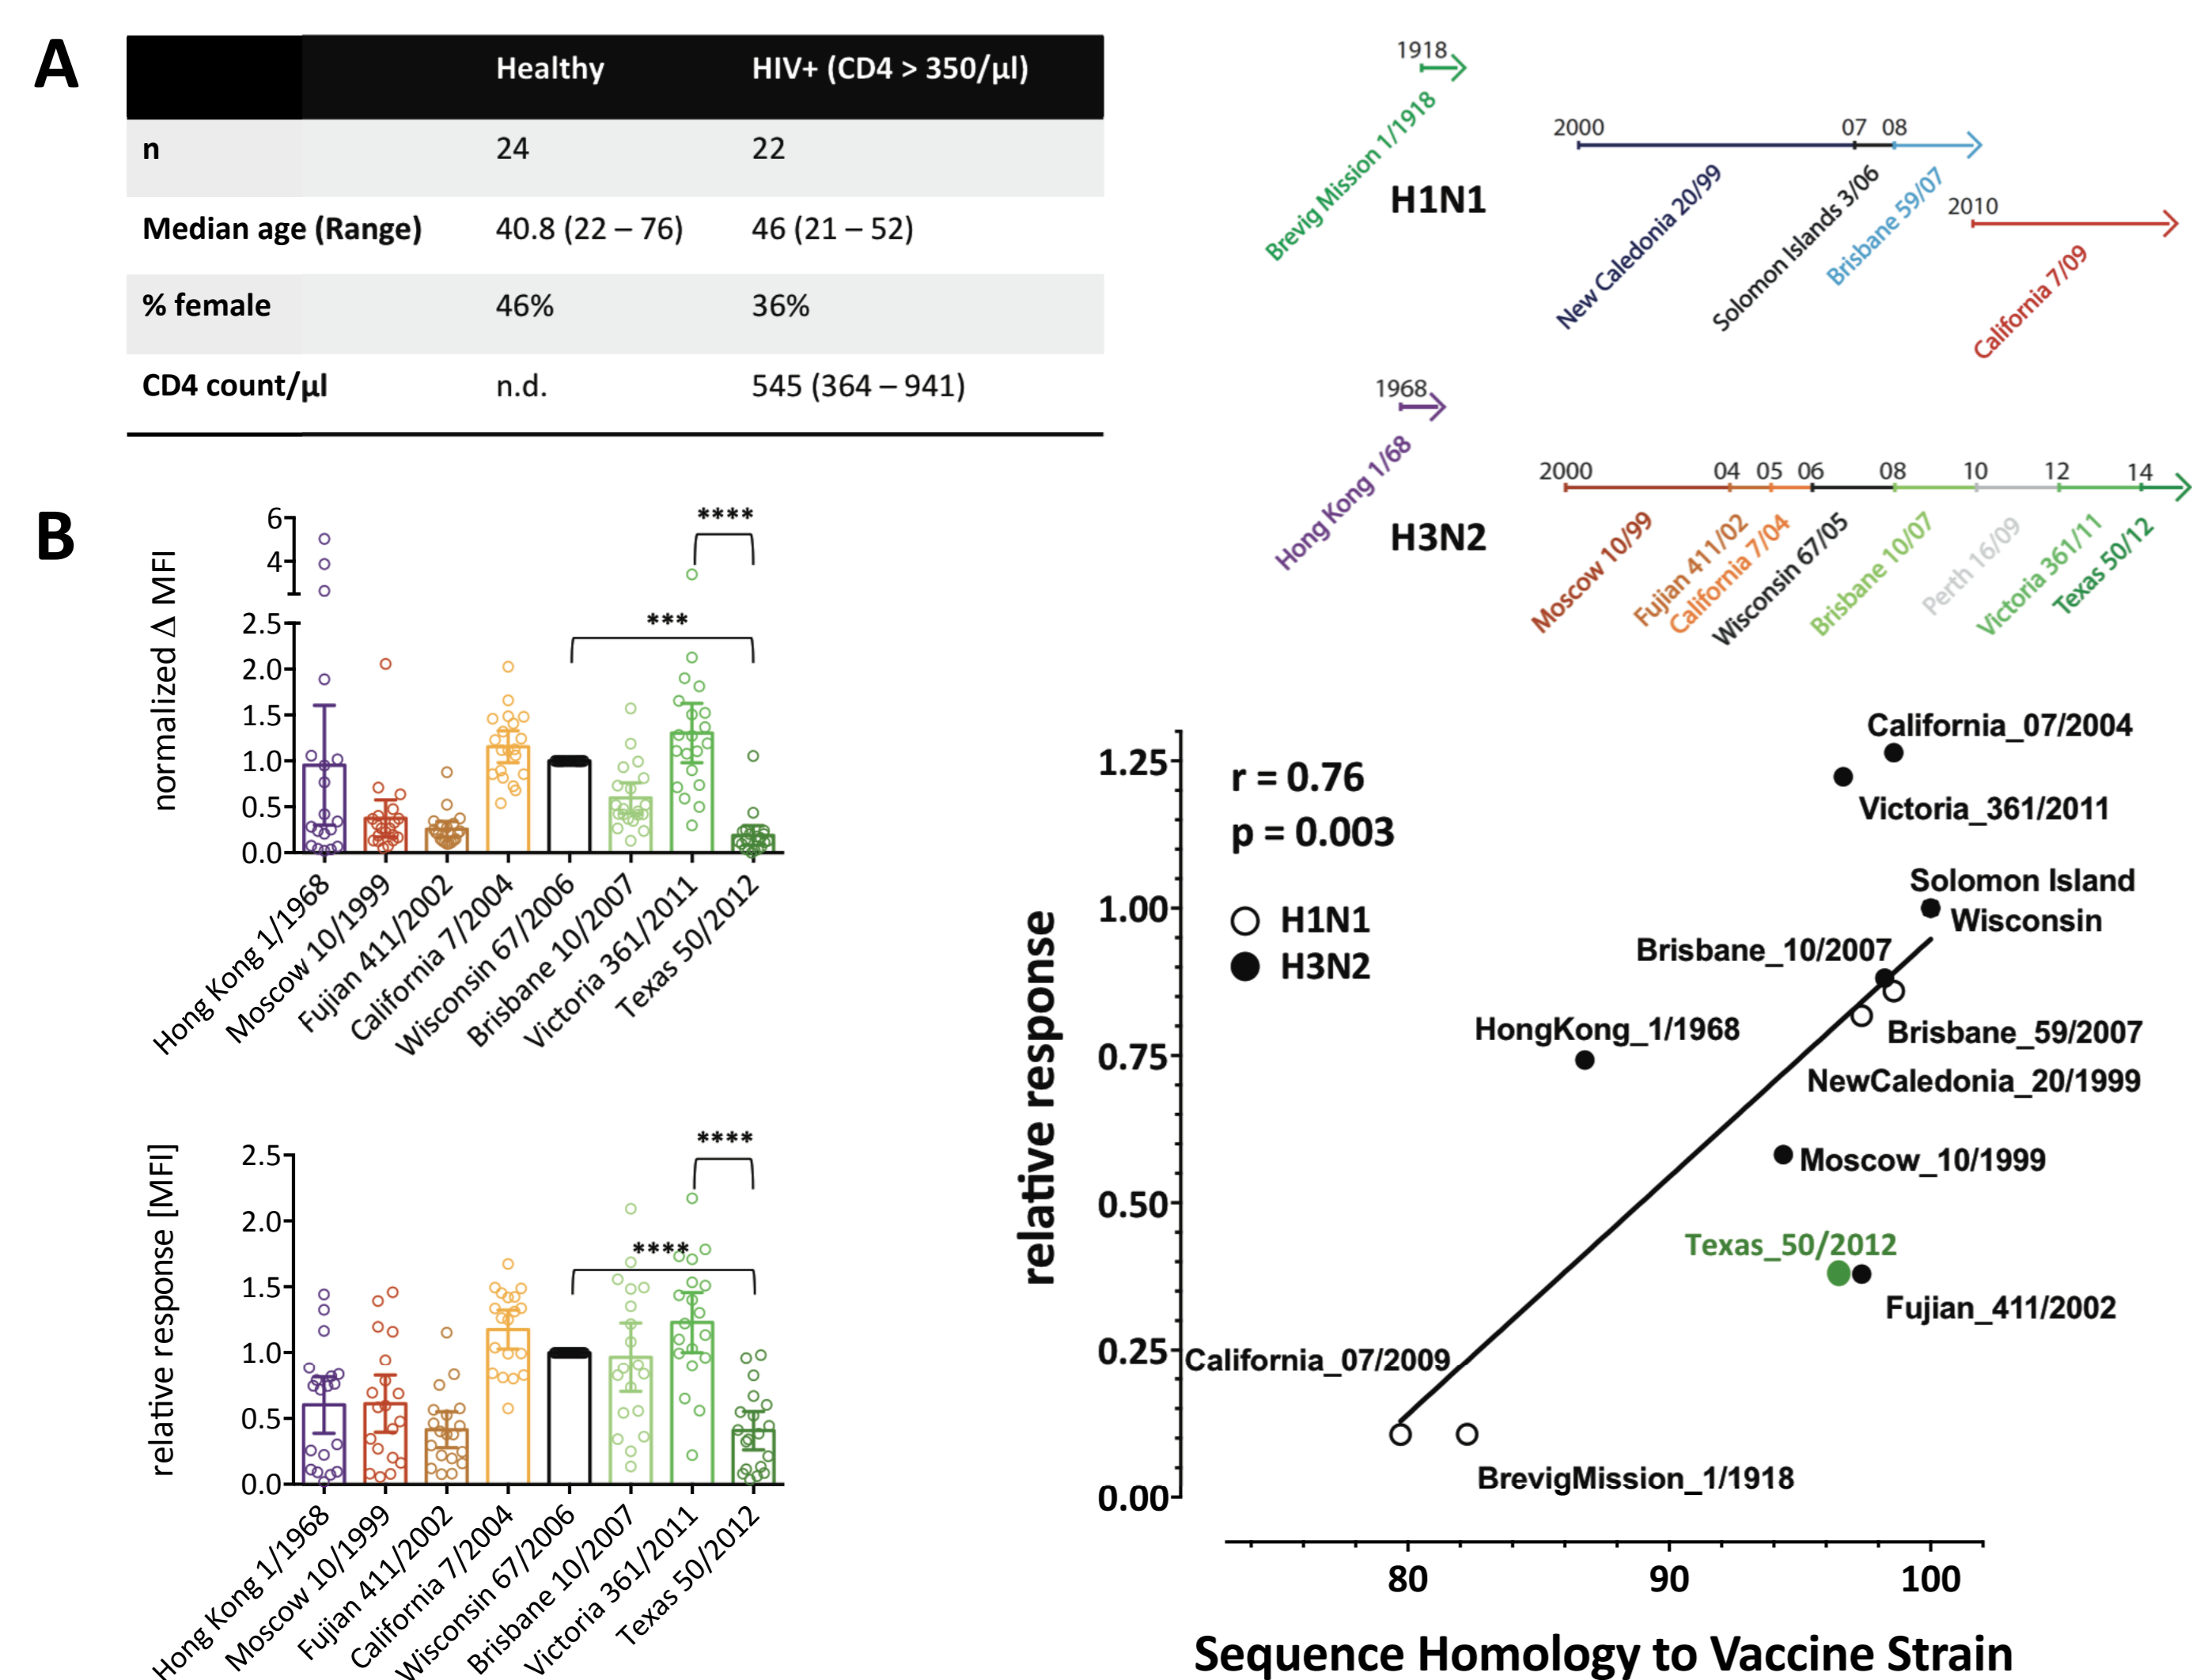 A
Healthy HIV+ (CD4 > 350/μl)
n 24 22
Median age (Range) 40.8 (22 – 76) 46 (21 – 52)
% female 46% 36%
CD4 count/μl n.d. 545 (364 – 941)
1918
Brevig Mission 1/1918
H1N1
2000 07 08
New Caledonia 20/99
Solomon Islands 3/06
Brisbane 59/07
2010
California 7/09
1968
Hong Kong 1/68
H3N2
2000 04 05 06 08 10 12 14
Moscow 10/99
Fujian 411/02
California 7/04
Wisconsin 67/05
Brisbane 10/07
Perth 16/09
Victoria 361/11
Texas 50/12
B
normalized Δ MFI
6
4
2.5
2.0
1.5
1.0
0.5
0.0
****
***
Hong Kong 1/1968
Moscow 10/1999
Fujian 411/2002
California 7/2004
Wisconsin 67/2006
Brisbane 10/2007
Victoria 361/2011
Texas 50/2012
relative response [MFI]
2.5
2.0
1.5
1.0
0.5
0.0
****
****
Hong Kong 1/1968
Moscow 10/1999
Fujian 411/2002
California 7/2004
Wisconsin 67/2006
Brisbane 10/2007
Victoria 361/2011
Texas 50/2012
relative response
1.25
1.00
0.75
0.50
0.25
0.00
r = 0.76
p = 0.003
H1N1
H3N2
California_07/2004
Victoria_361/2011
Solomon Island
Wisconsin
Brisbane_10/2007
HongKong_1/1968
Brisbane_59/2007
NewCaledonia_20/1999
Moscow_10/1999
Texas_50/2012
Fujian_411/2002
California_07/2009
BrevigMission_1/1918
80 90 100
Sequence Homology to Vaccine Strain